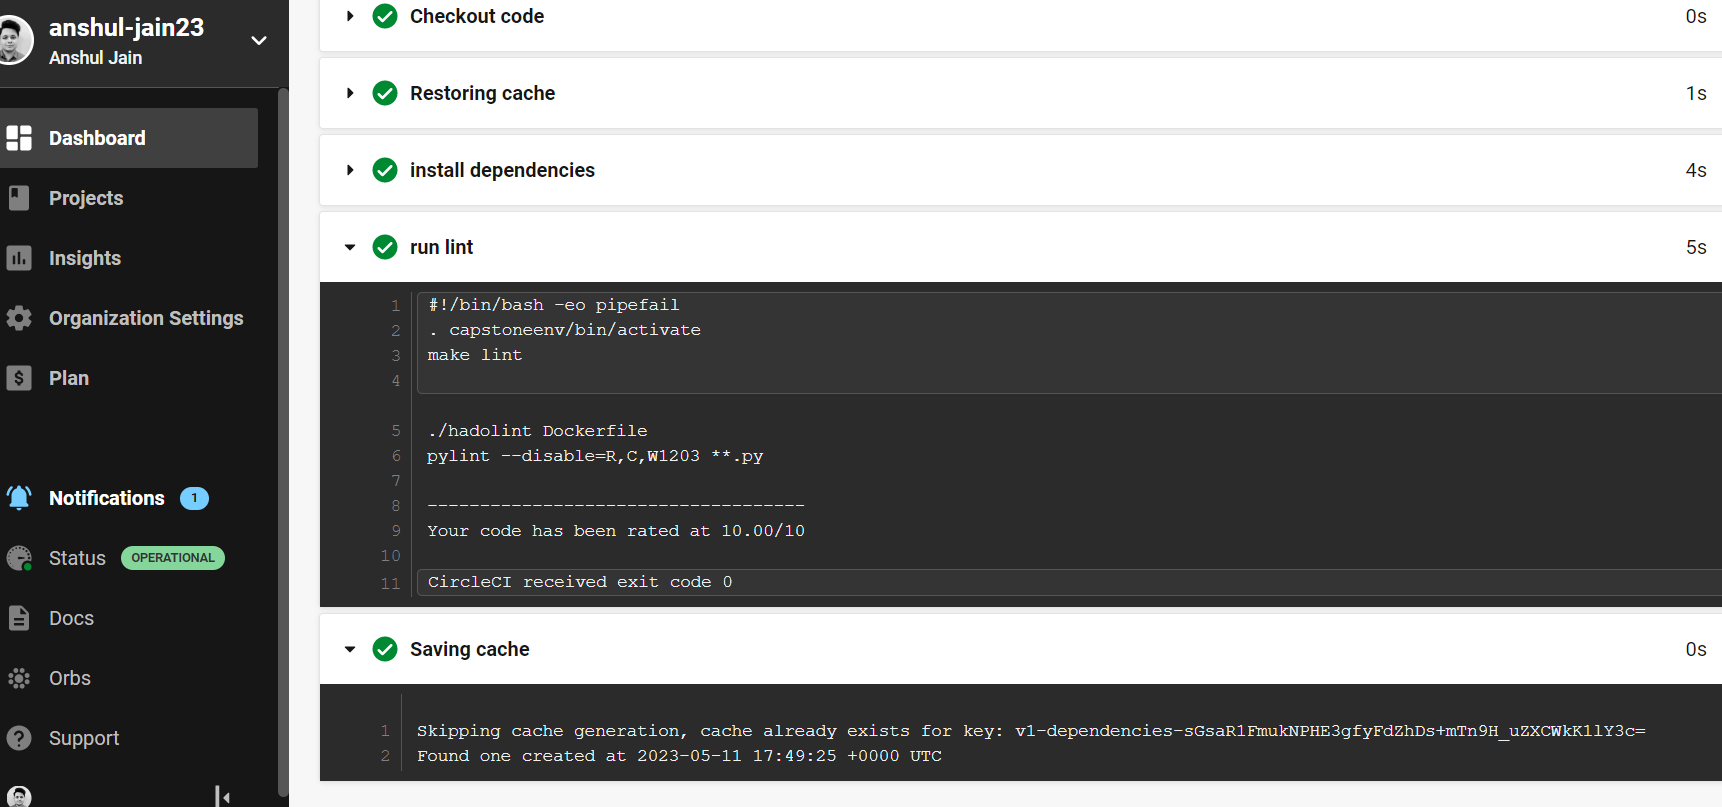 anshul-jain23
Anshul Jain
Dashboard
Projects
Insights
Organization Settings
Plan
Notifications 1
Status OPERATIONAL
Docs
Orbs
Support
Checkout code 0s
Restoring cache 1s
install dependencies 4s
run lint 5s
1 #!/bin/bash -eo pipefail
2 . capstoneenv/bin/activate
3 make lint
4
5 ./hadolint Dockerfile
6 pylint --disable=R,C,W1203 **.py
7
8 ------------------------------------
9 Your code has been rated at 10.00/10
10
11 CircleCI received exit code 0
Saving cache 0s
1 Skipping cache generation, cache already exists for key: v1-dependencies-sGsaR1FmukNPHE3gfyFdZhDs+mTn9H_uZXCWkK1lY3c=
2 Found one created at 2023-05-11 17:49:25 +0000 UTC